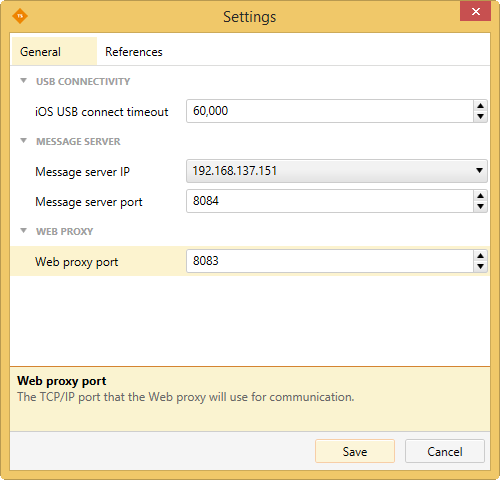 TS
Settings
General References
USB CONNECTIVITY
iOS USB connect timeout 60,000
MESSAGE SERVER
Message server IP 192.168.137.151
Message server port 8084
WEB PROXY
Web proxy port 8083
Web proxy port
The TCP/IP port that the Web proxy will use for communication.
Save Cancel